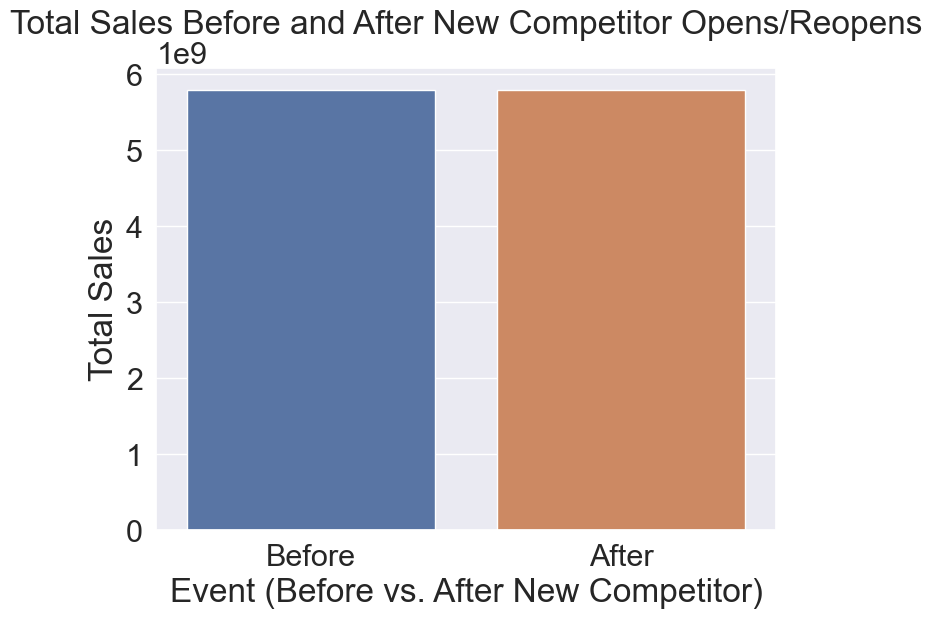 Total Sales Before and After New Competitor Opens/Reopens
1e9
6
5
4
3
2
1
0
Total Sales
Before After
Event (Before vs. After New Competitor)